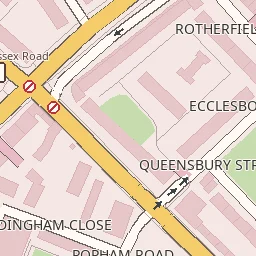 ROTHERFIEL
ssex Road
ECCLESBO
QUEENSBURY STR
DINGHAM CLOSE
POPHAM ROAD